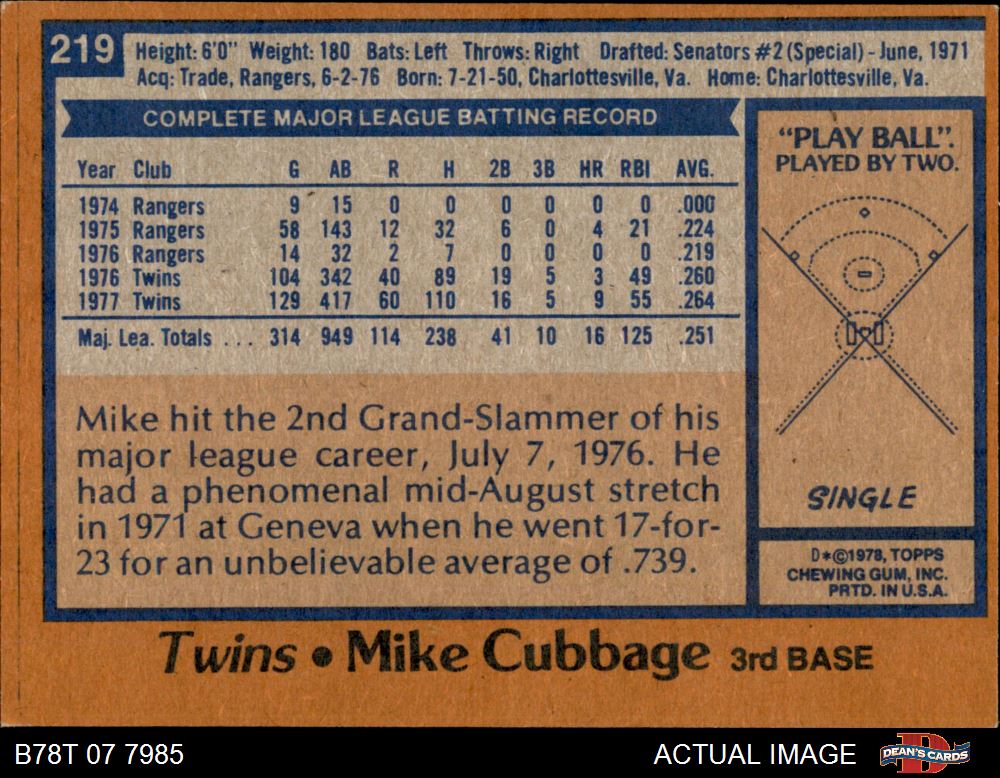 219
Height: 6'0" Weight: 180 Bats: Left Throws: Right Drafted: Senators #2 (Special) - June, 1971
Acq: Trade, Rangers, 6-2-76 Born: 7-21-50, Charlottesville, Va. Home: Charlottesville, Va.
COMPLETE MAJOR LEAGUE BATTING RECORD
Year Club G AB R H 2B 3B HR RBI AVG.
1974 Rangers 9 15 0 0 0 0 0 0 .000
1975 Rangers 58 143 12 32 6 0 4 21 .224
1976 Rangers 14 32 2 7 0 0 0 0 .219
1976 Twins 104 342 40 89 19 5 3 49 .260
1977 Twins 129 417 60 110 16 5 9 55 .264
Maj. Lea. Totals ... 314 949 114 238 41 10 16 125 .251
Mike hit the 2nd Grand-Slammer of his
major league career, July 7, 1976. He
had a phenomenal mid-August stretch
in 1971 at Geneva when he went 17-for-
23 for an unbelievable average of .739.
"PLAY BALL".
PLAYED BY TWO.
SINGLE
D*©1978, TOPPS
CHEWING GUM, INC.
PRTD. IN U.S.A.
Twins • Mike Cubbage 3rd BASE
B78T 07 7985
ACTUAL IMAGE
DEAN'S CARDS